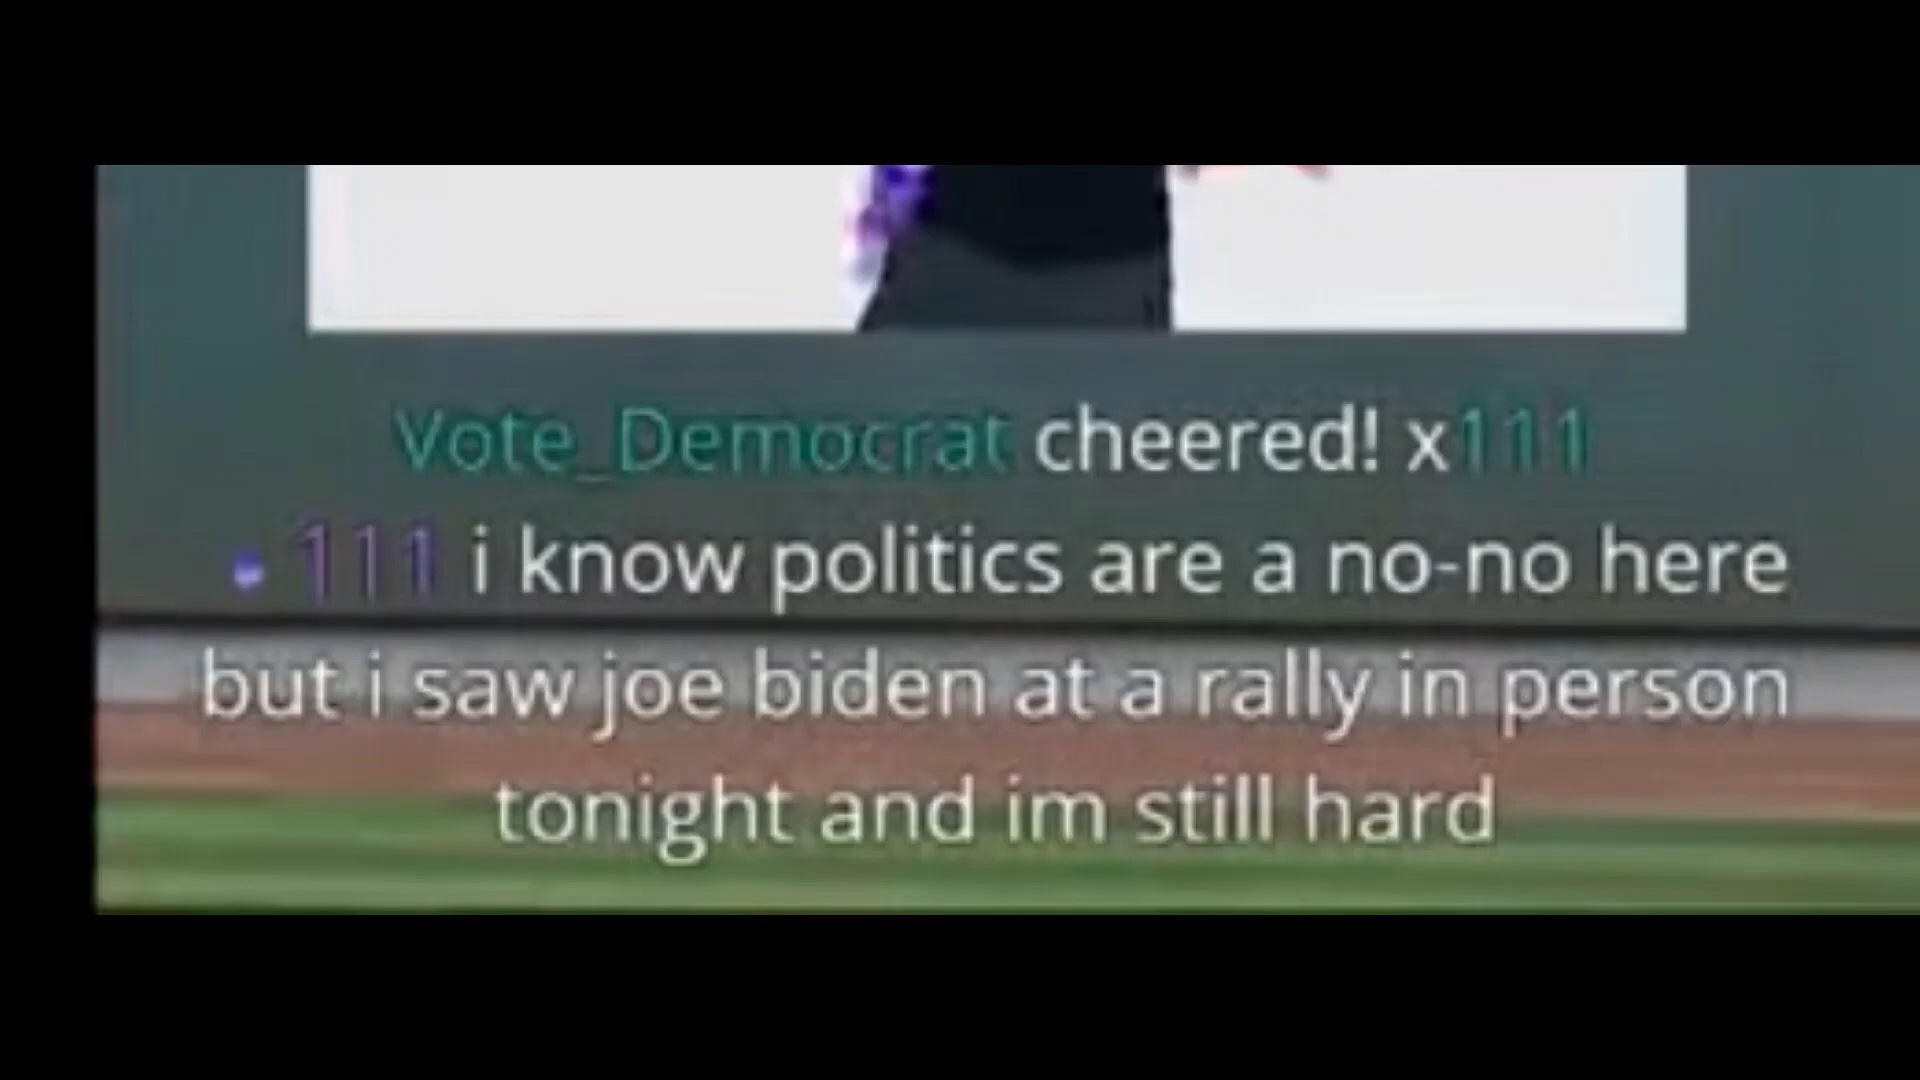 Vote_Democrat cheered! x111
111 i know politics are a no-no here
but i saw joe biden at a rally in person
tonight and im still hard